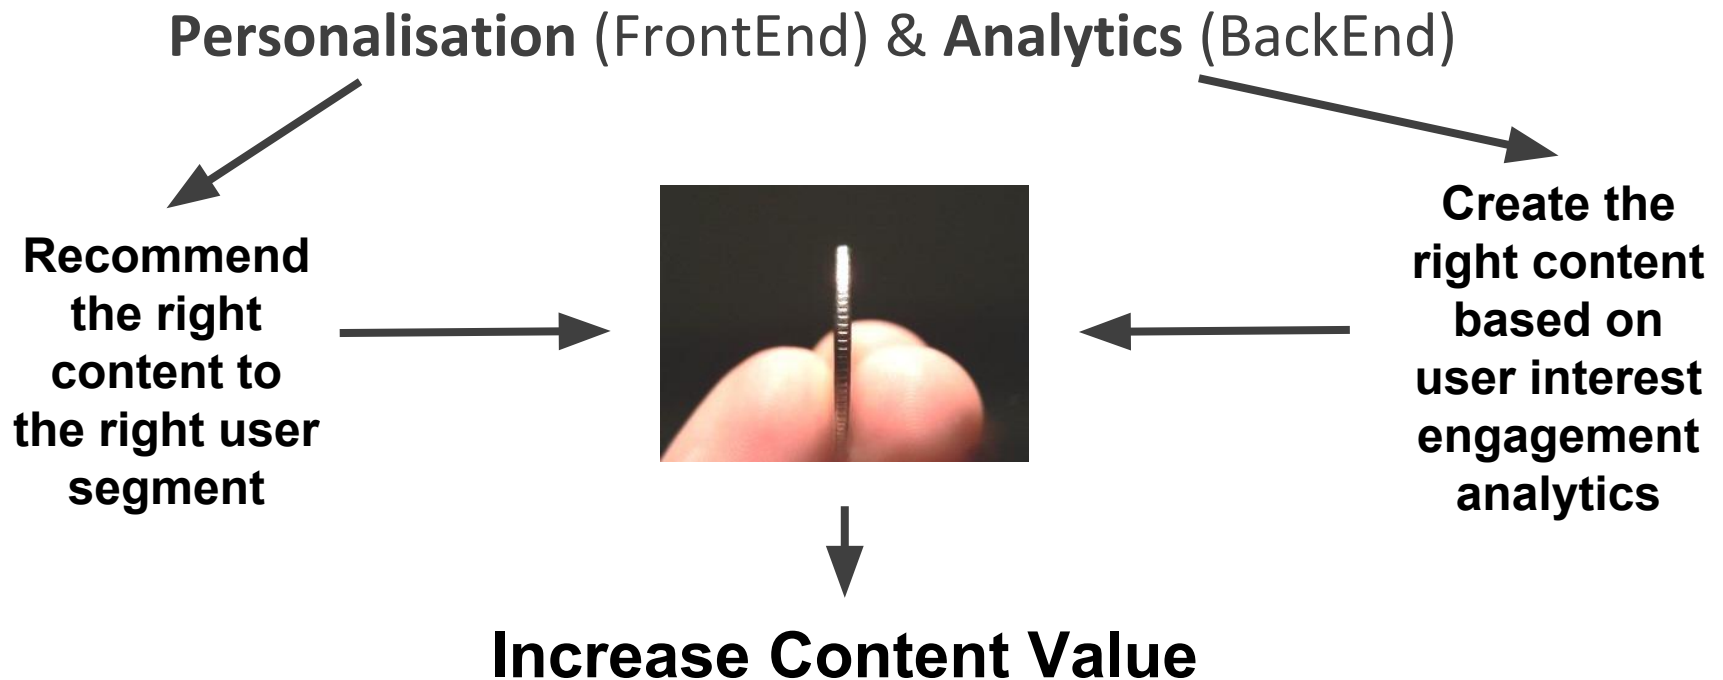 Personalisation (FrontEnd) & Analytics (BackEnd)
Recommend
the right
content to
the right user
segment
Create the
right content
based on
user interest
engagement
analytics
Increase Content Value